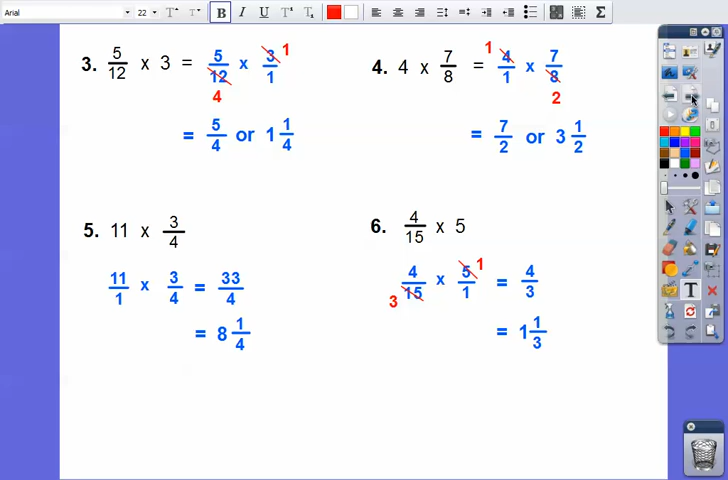 Arial 22 B I U T T T T Σ
3. 5/12 x 3 = 5/12 x 3/1 1
4
= 5/4 or 1 1/4
4. 4 x 7/8 = 1 4/1 x 7/8
2
= 7/2 or 3 1/2
5. 11 x 3/4
11/1 x 3/4 = 33/4
= 8 1/4
6. 4/15 x 5
4/15 x 5/1 1 = 4/3
3
= 1 1/3
T